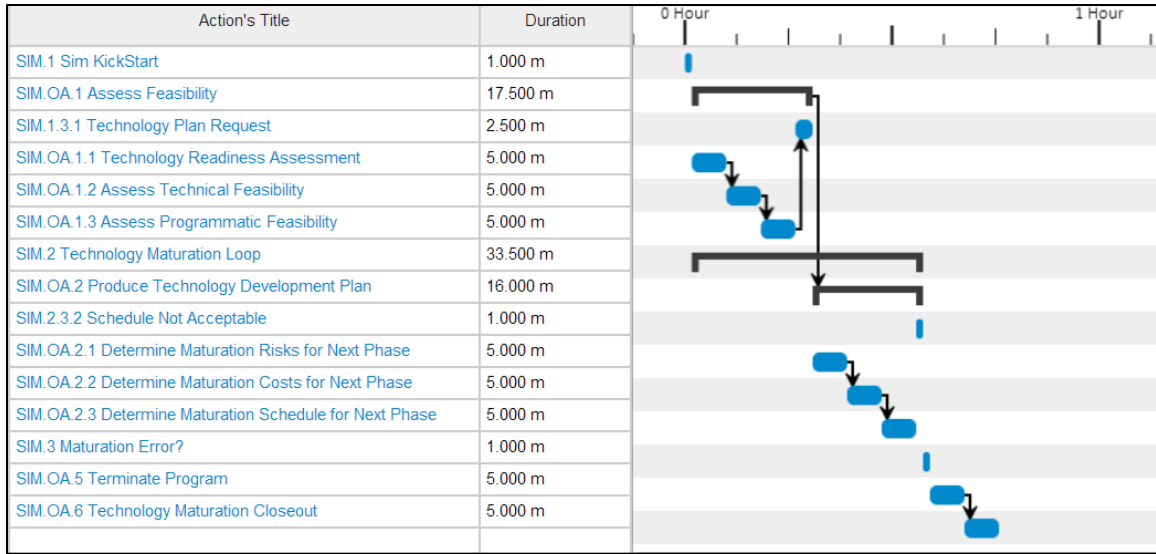 Action's Title Duration 0 Hour 1 Hour
SIM.1 Sim KickStart 1.000 m
SIM.OA.1 Assess Feasibility 17.500 m
SIM.1.3.1 Technology Plan Request 2.500 m
SIM.OA.1.1 Technology Readiness Assessment 5.000 m
SIM.OA.1.2 Assess Technical Feasibility 5.000 m
SIM.OA.1.3 Assess Programmatic Feasibility 5.000 m
SIM.2 Technology Maturation Loop 33.500 m
SIM.OA.2 Produce Technology Development Plan 16.000 m
SIM.2.3.2 Schedule Not Acceptable 1.000 m
SIM.OA.2.1 Determine Maturation Risks for Next Phase 5.000 m
SIM.OA.2.2 Determine Maturation Costs for Next Phase 5.000 m
SIM.OA.2.3 Determine Maturation Schedule for Next Phase 5.000 m
SIM.3 Maturation Error? 1.000 m
SIM.OA.5 Terminate Program 5.000 m
SIM.OA.6 Technology Maturation Closeout 5.000 m